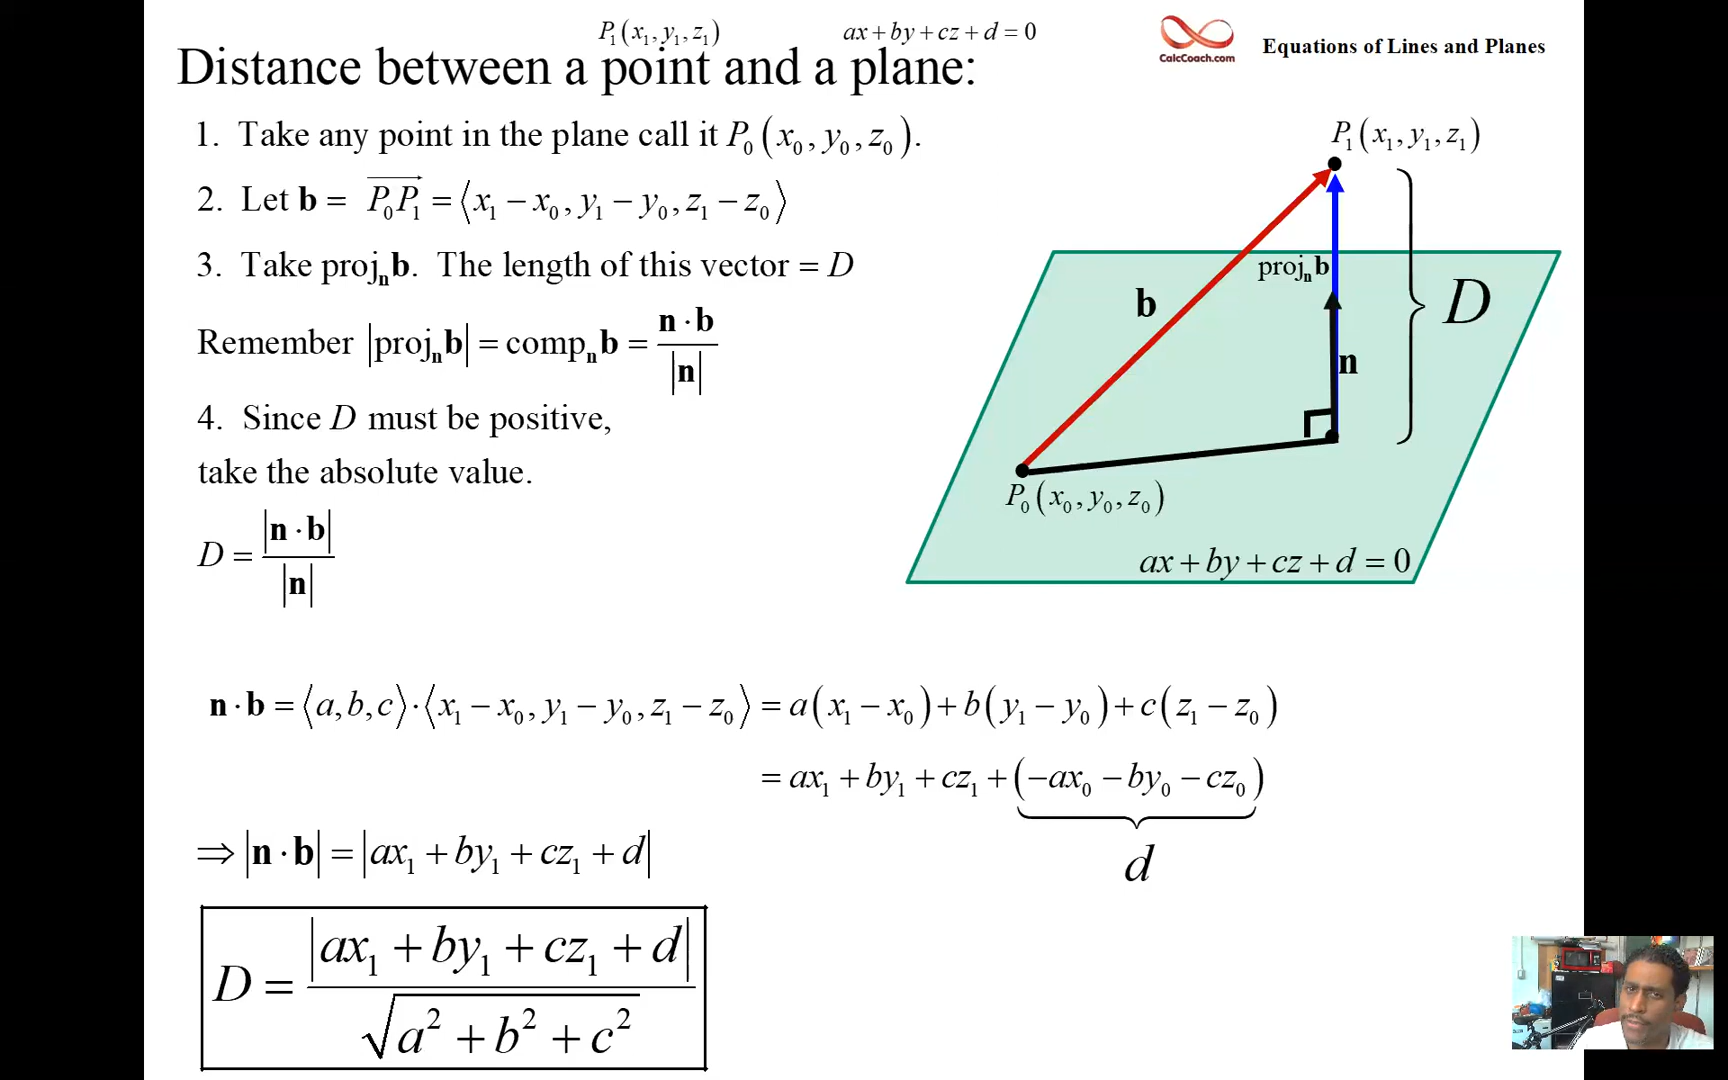 P₁(x₁, y₁, z₁) ax + by + cz + d = 0
CalcCoach.com
Equations of Lines and Planes
Distance between a point and a plane:
1. Take any point in the plane call it P₀(x₀, y₀, z₀).
2. Let b = P₀P₁→ = ⟨x₁ − x₀, y₁ − y₀, z₁ − z₀⟩
3. Take projₙb. The length of this vector = D
Remember |projₙb| = compₙb = n · b / |n|
4. Since D must be positive,
take the absolute value.
D = |n · b| / |n|
P₁(x₁, y₁, z₁)
projₙb
b
D
n
P₀(x₀, y₀, z₀)
ax + by + cz + d = 0
n · b = ⟨a, b, c⟩ · ⟨x₁ − x₀, y₁ − y₀, z₁ − z₀⟩ = a(x₁ − x₀) + b(y₁ − y₀) + c(z₁ − z₀)
= ax₁ + by₁ + cz₁ + (−ax₀ − by₀ − cz₀)
d
⇒ |n · b| = |ax₁ + by₁ + cz₁ + d|
D = |ax₁ + by₁ + cz₁ + d| / √(a² + b² + c²)